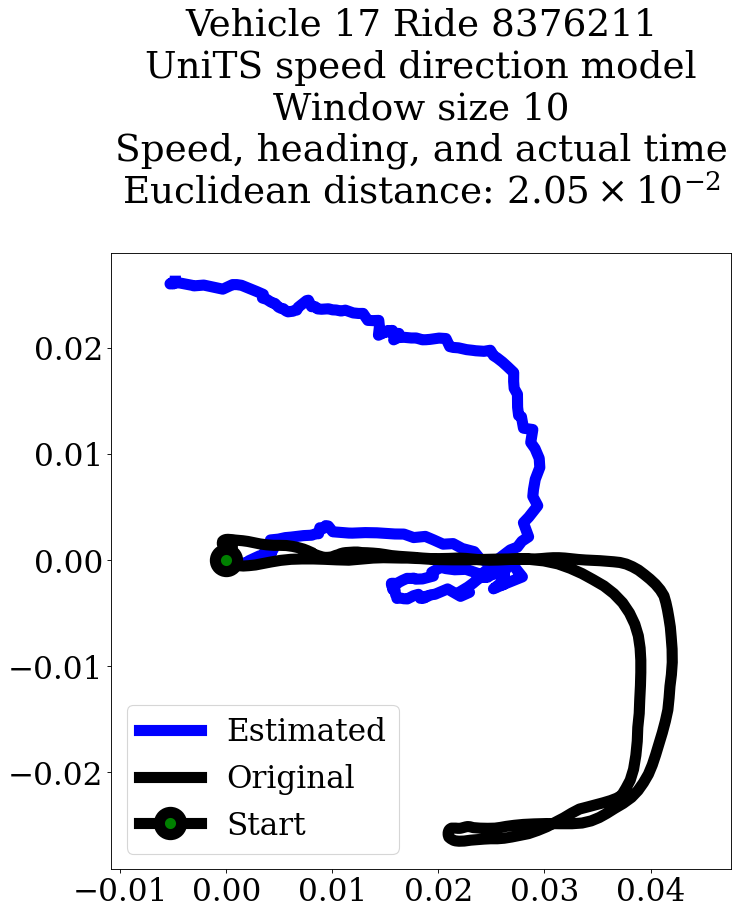 Vehicle 17 Ride 8376211
UniTS speed direction model
Window size 10
Speed, heading, and actual time
Euclidean distance: 2.05 × 10⁻²
0.02
0.01
0.00
−0.01
−0.02
Estimated
Original
Start
−0.01 0.00 0.01 0.02 0.03 0.04